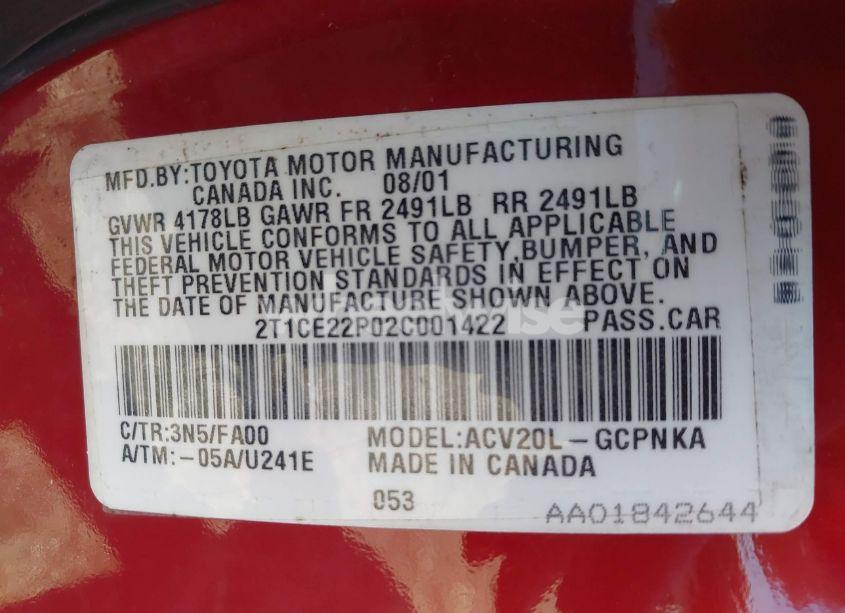 MFD.BY:TOYOTA MOTOR MANUFACTURING
CANADA INC. 08/01
GVWR 4178LB GAWR FR 2491LB RR 2491LB
THIS VEHICLE CONFORMS TO ALL APPLICABLE
FEDERAL MOTOR VEHICLE SAFETY,BUMPER, AND
THEFT PREVENTION STANDARDS IN EFFECT ON
THE DATE OF MANUFACTURE SHOWN ABOVE.
2T1CE22P02C001422 PASS.CAR
C/TR:3N5/FA00 MODEL:ACV20L-GCPNKA
A/TM:-05A/U241E MADE IN CANADA
053 AA01842644